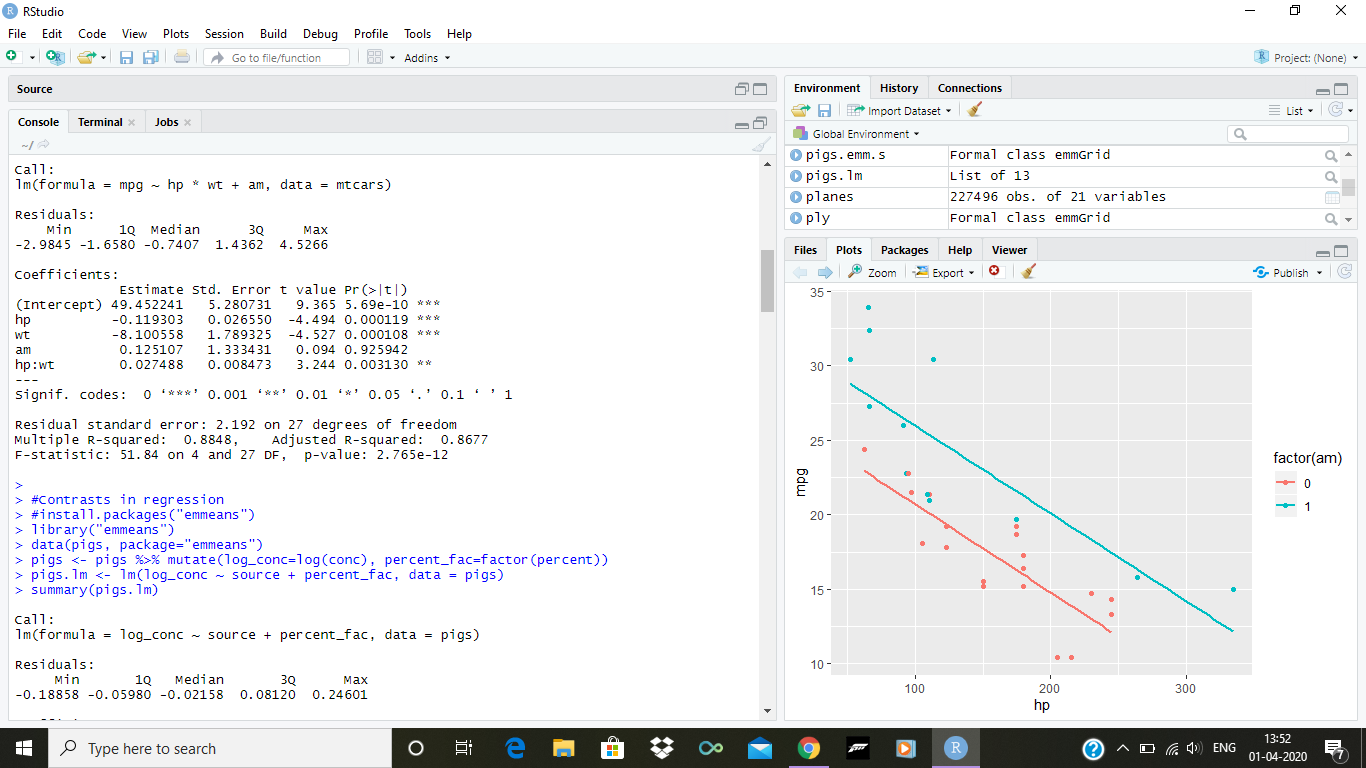 RStudio
File Edit Code View Plots Session Build Debug Profile Tools Help
Go to file/function
Addins
Project: (None)
Source
Console Terminal Jobs
~/
Call:
lm(formula = mpg ~ hp * wt + am, data = mtcars)
Residuals:
Min 1Q Median 3Q Max
-2.9845 -1.6580 -0.7407 1.4362 4.5266
Coefficients:
Estimate Std. Error t value Pr(>|t|)
(Intercept) 49.452241 5.280731 9.365 5.69e-10 ***
hp -0.119303 0.026550 -4.494 0.000119 ***
wt -8.100558 1.789325 -4.527 0.000108 ***
am 0.125107 1.333431 0.094 0.925942
hp:wt 0.027488 0.008473 3.244 0.003130 **
---
Signif. codes: 0 ‘***’ 0.001 ‘**’ 0.01 ‘*’ 0.05 ‘.’ 0.1 ‘ ’ 1
Residual standard error: 2.192 on 27 degrees of freedom
Multiple R-squared: 0.8848, Adjusted R-squared: 0.8677
F-statistic: 51.84 on 4 and 27 DF, p-value: 2.765e-12
>
> #Contrasts in regression
> #install.packages("emmeans")
> library("emmeans")
> data(pigs, package="emmeans")
> pigs <- pigs %>% mutate(log_conc=log(conc), percent_fac=factor(percent))
> pigs.lm <- lm(log_conc ~ source + percent_fac, data = pigs)
> summary(pigs.lm)
Call:
lm(formula = log_conc ~ source + percent_fac, data = pigs)
Residuals:
Min 1Q Median 3Q Max
-0.18858 -0.05980 -0.02158 0.08120 0.24601
Environment History Connections
Import Dataset
List
Global Environment
pigs.emm.s Formal class emmGrid
pigs.lm List of 13
planes 227496 obs. of 21 variables
ply Formal class emmGrid
Files Plots Packages Help Viewer
Zoom Export Publish
35
30
25
20
15
10
mpg
100 200 300
hp
factor(am)
0
1
Type here to search
ENG
13:52
01-04-2020
7